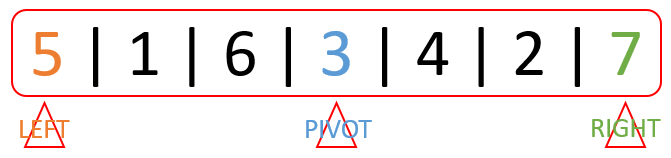 5 | 1 | 6 | 3 | 4 | 2 | 7
LEFT PIVOT RIGHT